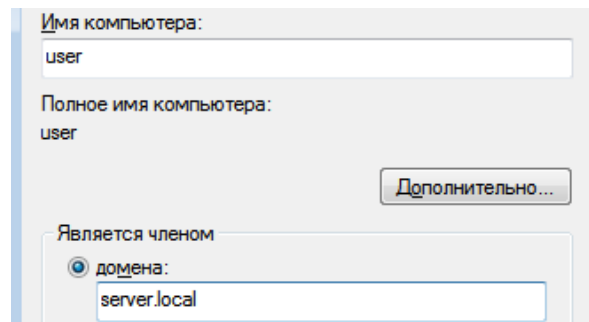 Имя компьютера:
user
Полное имя компьютера:
user
Дополнительно...
Является членом
домена:
server.local